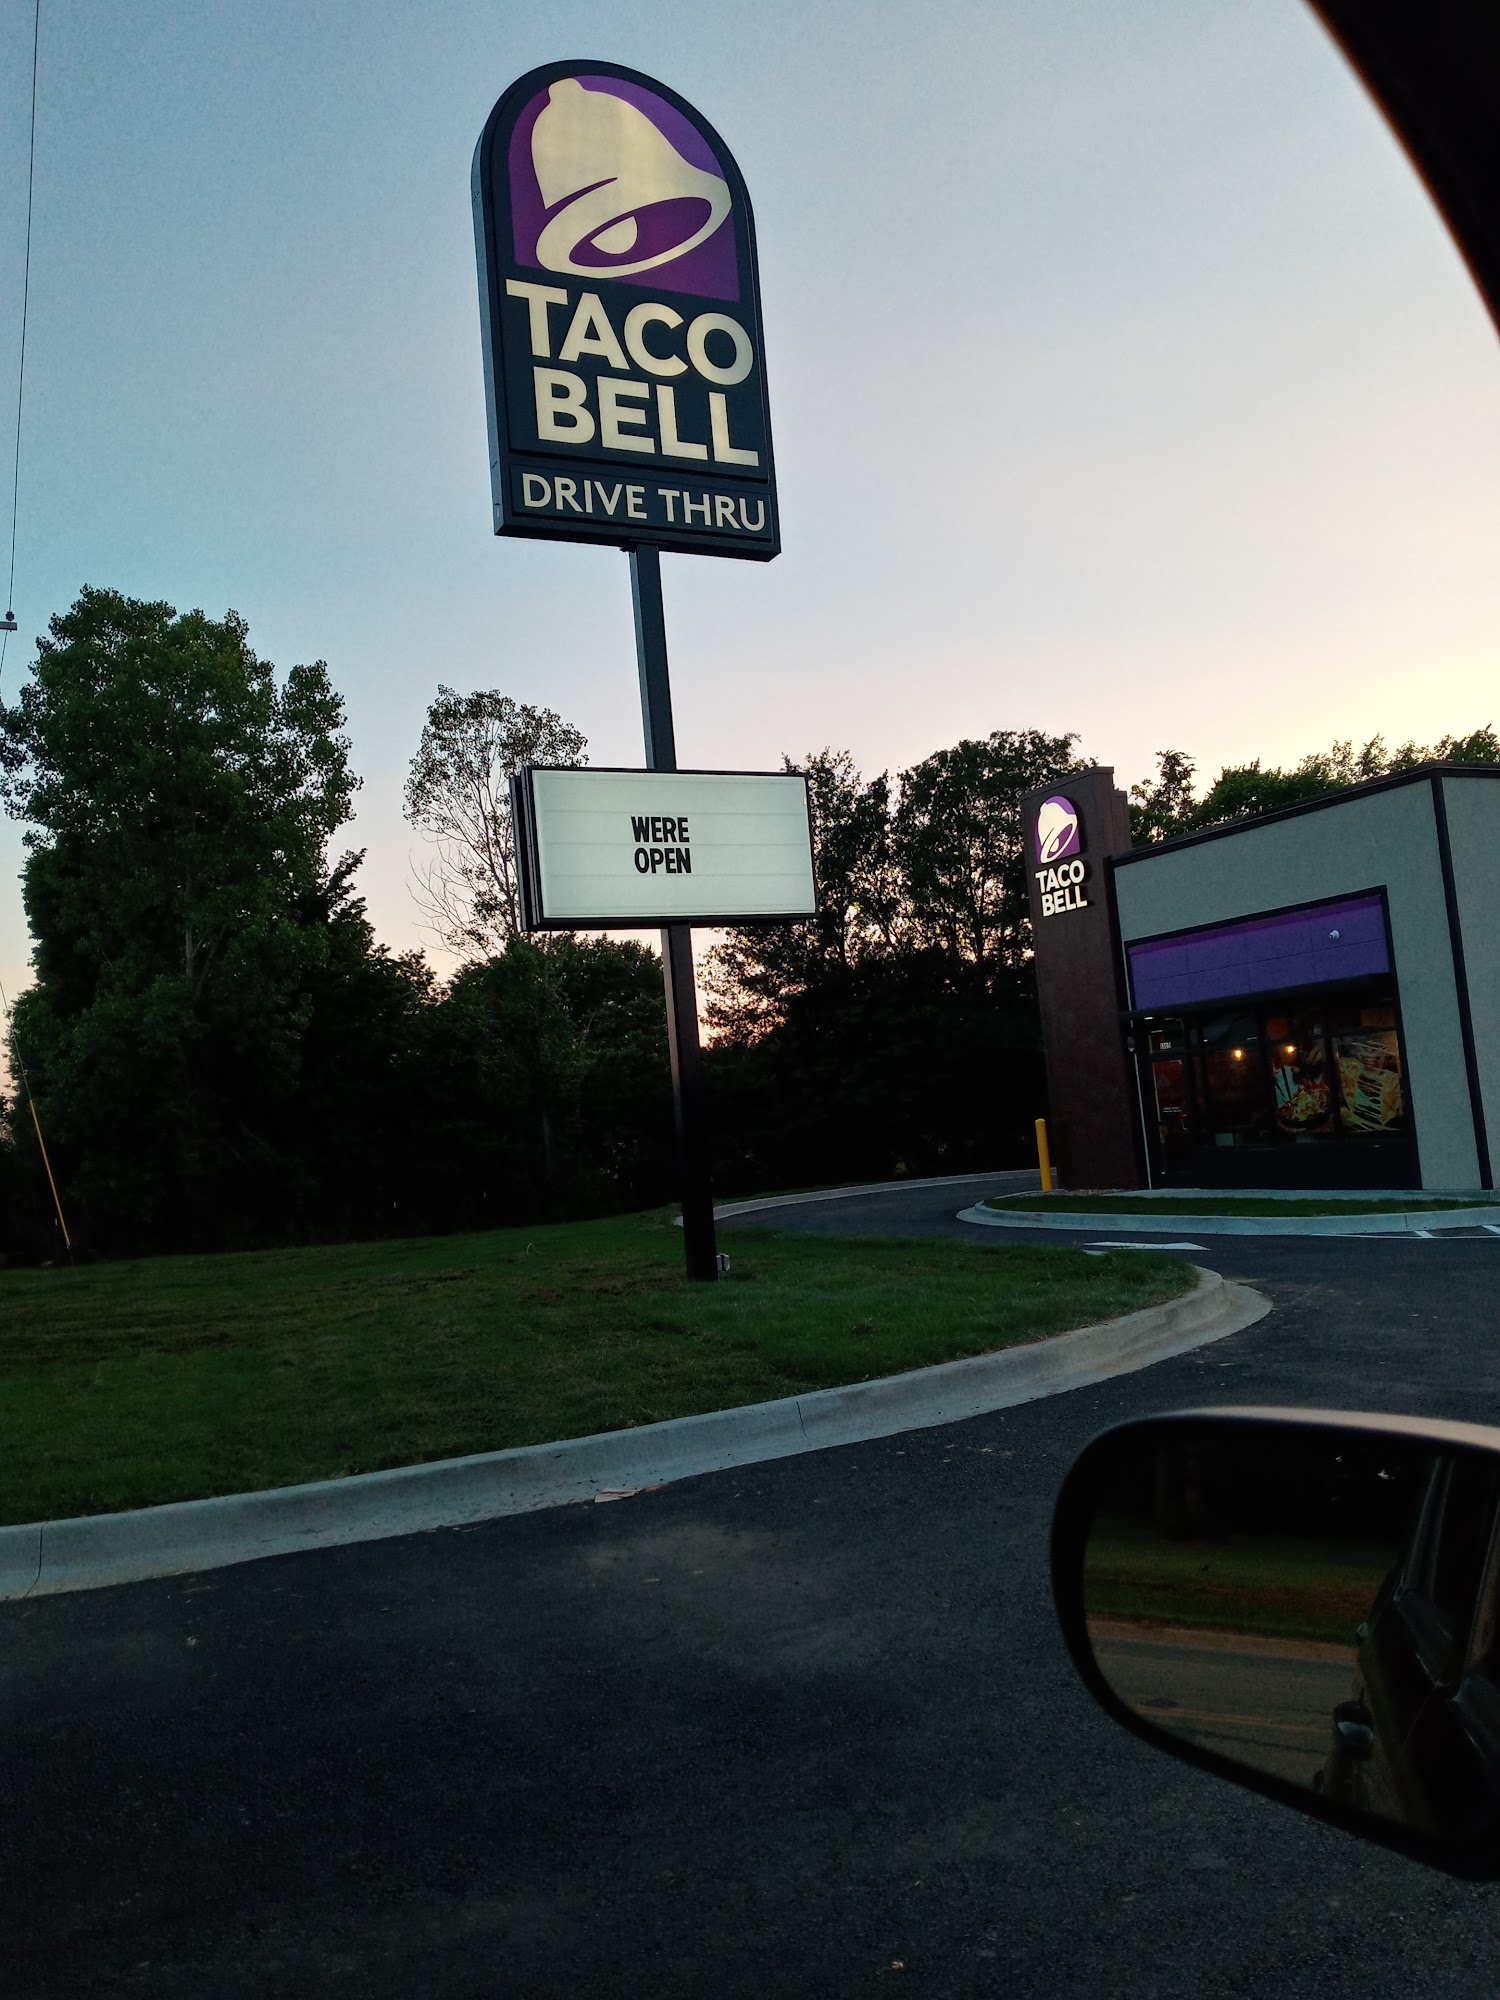 TACO
BELL
DRIVE THRU
WERE
OPEN
TACO
BELL